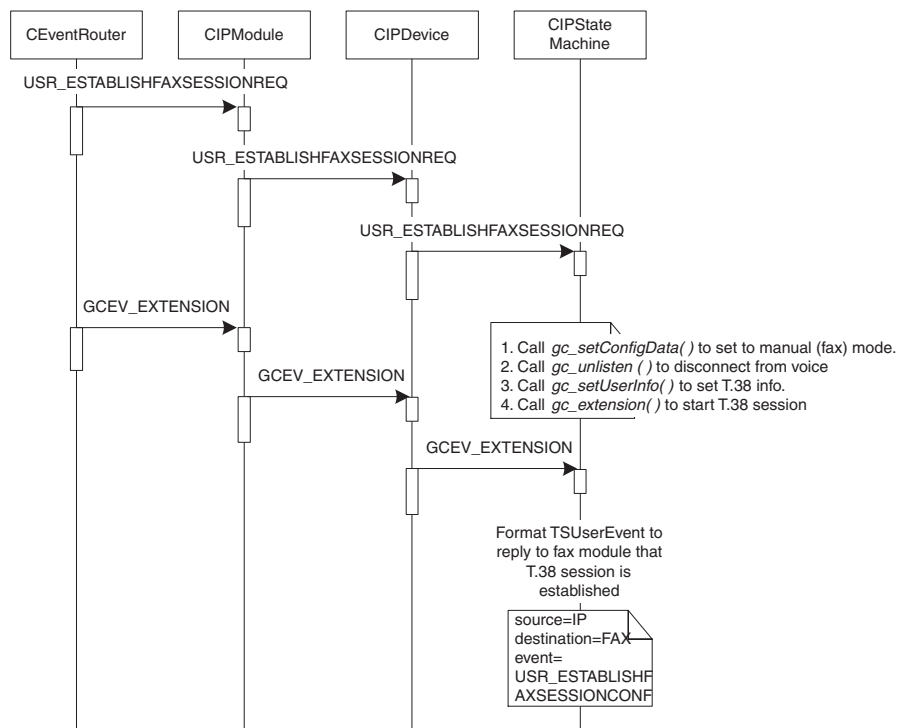 CEventRouter
CIPModule
CIPDevice
CIPState
Machine
USR_ESTABLISHFAXSESSIONREQ
USR_ESTABLISHFAXSESSIONREQ
USR_ESTABLISHFAXSESSIONREQ
GCEV_EXTENSION
1. Call gc_setConfigData( ) to set to manual (fax) mode.
2. Call gc_unlisten ( ) to disconnect from voice
3. Call gc_setUserInfo( ) to set T.38 info.
4. Call gc_extension( ) to start T.38 session
GCEV_EXTENSION
GCEV_EXTENSION
Format TSUserEvent to
reply to fax module that
T.38 session is
established
source=IP
destination=FAX
event=
USR_ESTABLISHF
AXSESSIONCONF